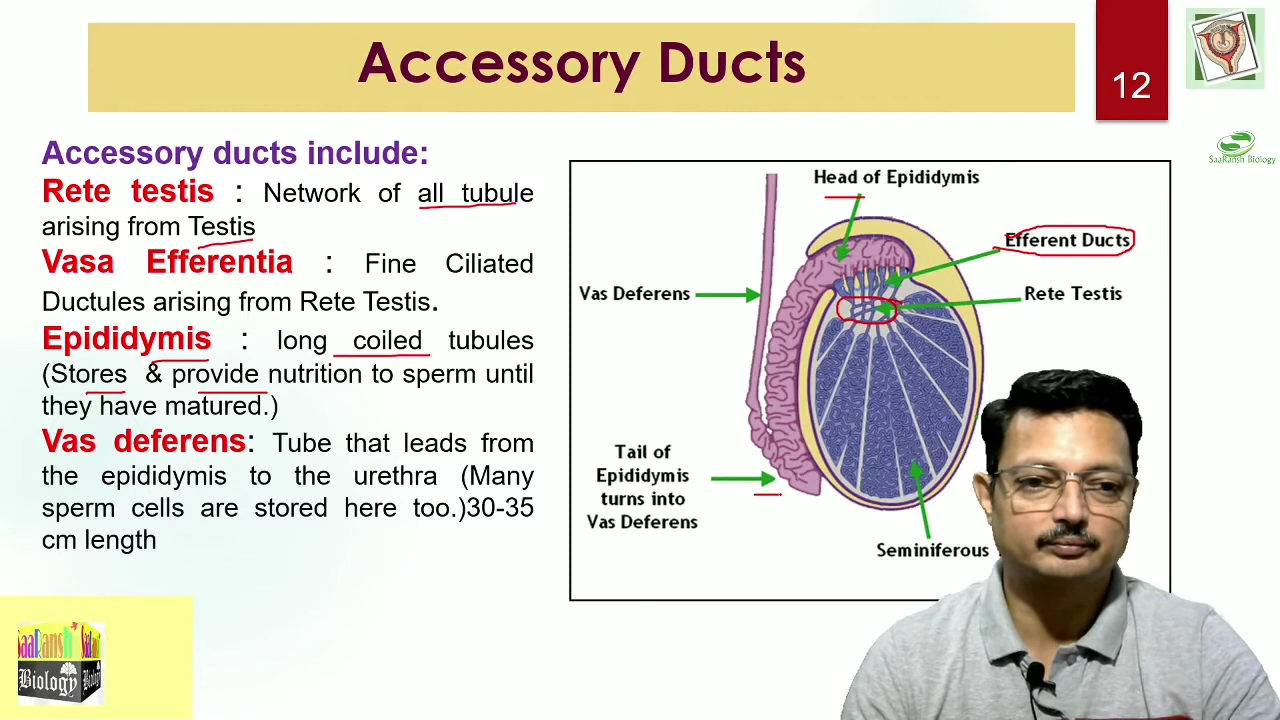 Accessory Ducts
12
SaaRansh Biology
Accessory ducts include:
Rete testis : Network of all tubule
arising from Testis
Vasa Efferentia : Fine Ciliated
Ductules arising from Rete Testis.
Epididymis : long coiled tubules
(Stores & provide nutrition to sperm until
they have matured.)
Vas deferens: Tube that leads from
the epididymis to the urethra (Many
sperm cells are stored here too.)30-35
cm length
Head of Epididymis
Efferent Ducts
Vas Deferens
Rete Testis
Tail of
Epididymis
turns into
Vas Deferens
Seminiferous
SaaRansh
Biology